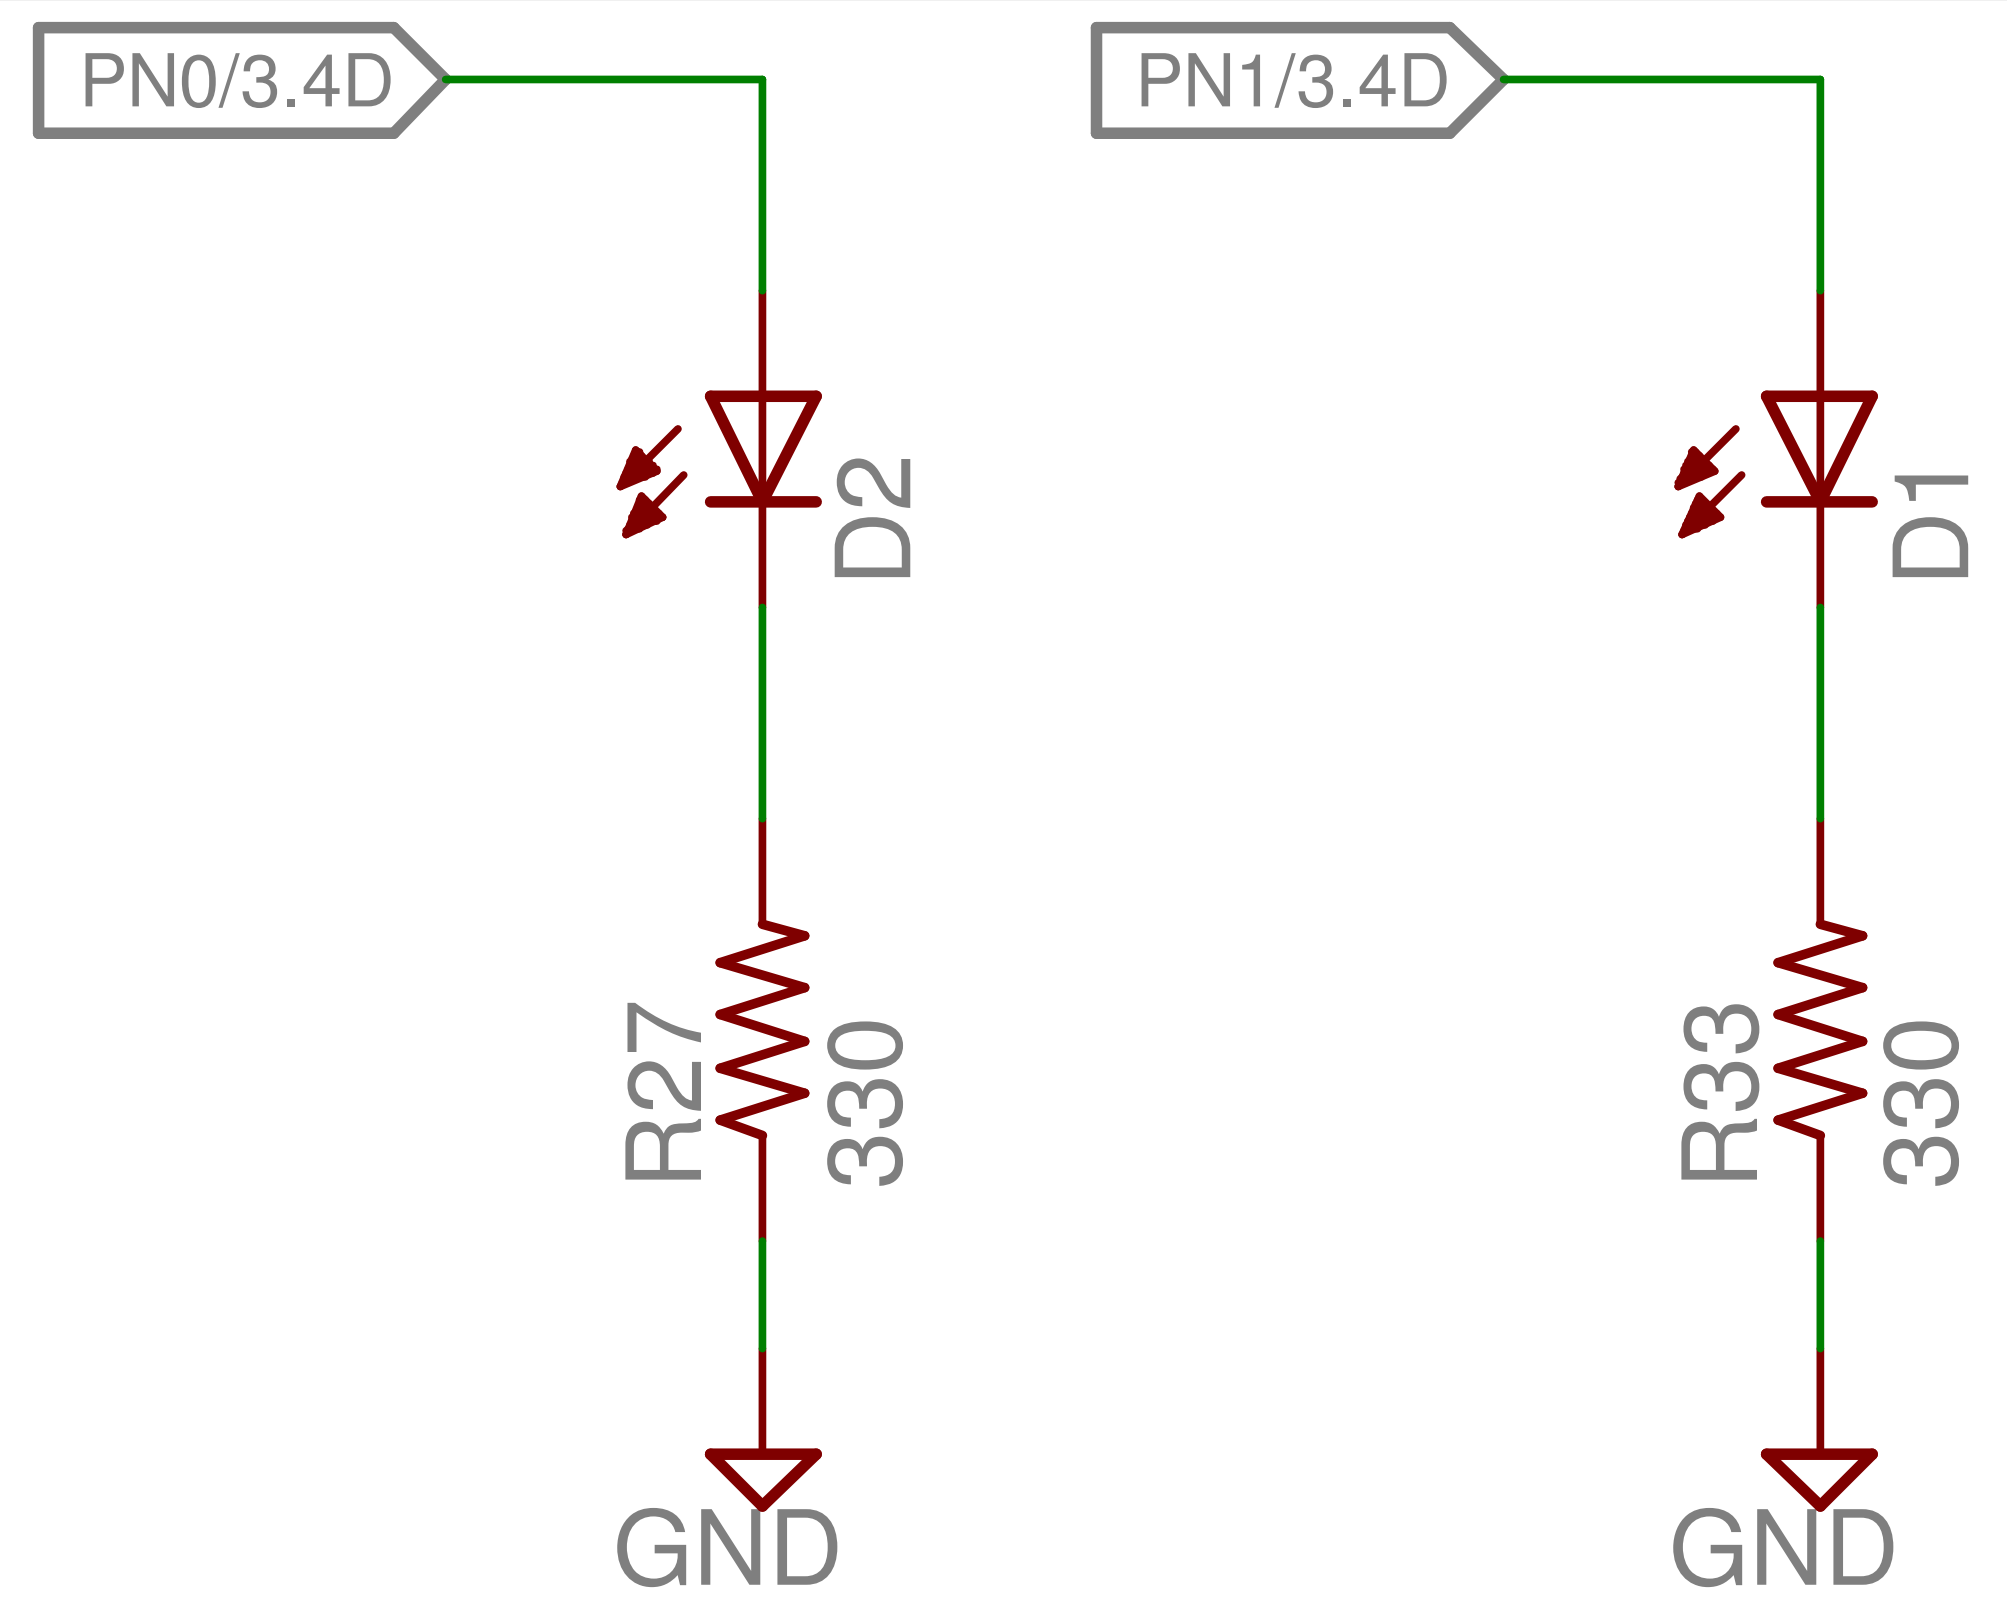 PN0/3.4D
PN1/3.4D
D2
D1
R27
330
R33
330
GND
GND